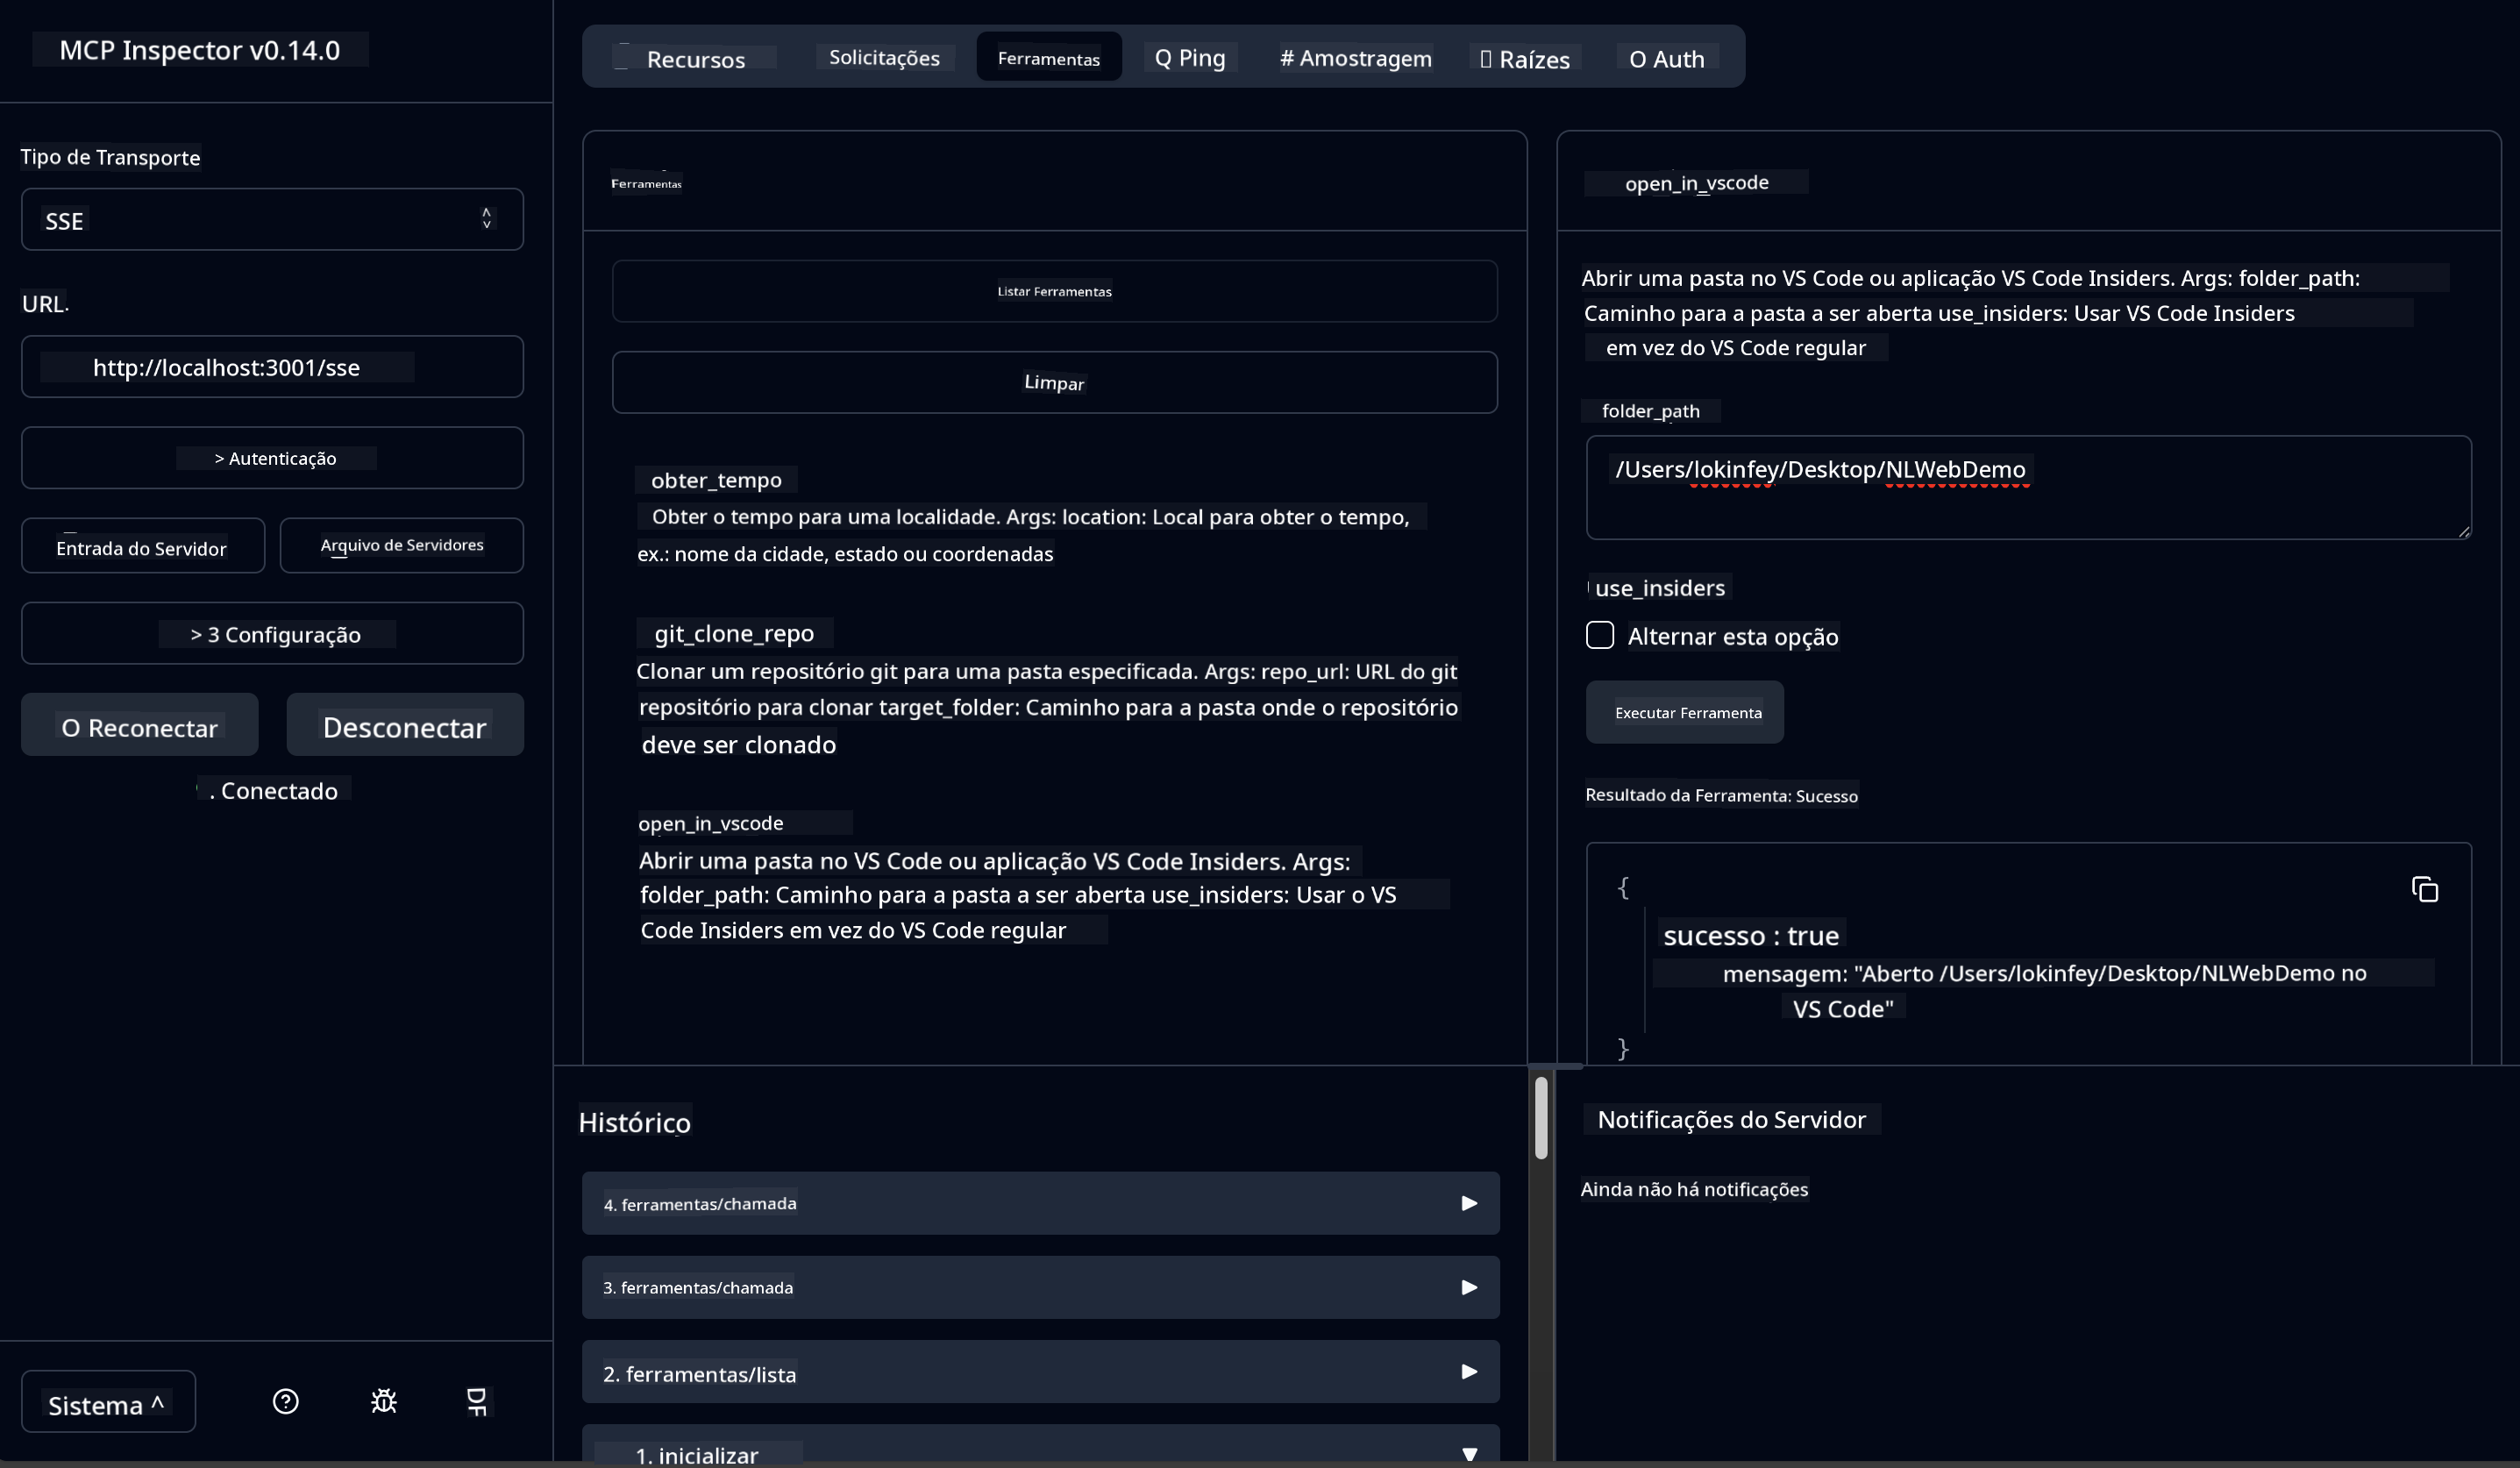 MCP Inspector v0.14.0
Tipo de Transporte
SSE
URL
http://localhost:3001/sse
> Autenticação
Entrada do Servidor
Arquivo de Servidores
> 3 Configuração
O Reconectar
Desconectar
. Conectado
Sistema ^
Recursos
Solicitações
Ferramentas
Q Ping
# Amostragem
Raízes
O Auth
Ferramentas
Listar Ferramentas
Limpar
obter_tempo
Obter o tempo para uma localidade. Args: location: Local para obter o tempo,
ex.: nome da cidade, estado ou coordenadas
git_clone_repo
Clonar um repositório git para uma pasta especificada. Args: repo_url: URL do git
repositório para clonar target_folder: Caminho para a pasta onde o repositório
deve ser clonado
open_in_vscode
Abrir uma pasta no VS Code ou aplicação VS Code Insiders. Args:
folder_path: Caminho para a pasta a ser aberta use_insiders: Usar o VS
Code Insiders em vez do VS Code regular
open_in_vscode
Abrir uma pasta no VS Code ou aplicação VS Code Insiders. Args: folder_path:
Caminho para a pasta a ser aberta use_insiders: Usar VS Code Insiders
em vez do VS Code regular
folder_path
/Users/lokinfey/Desktop/NLWebDemo
use_insiders
Alternar esta opção
Executar Ferramenta
Resultado da Ferramenta: Sucesso
{
sucesso : true
mensagem: "Aberto /Users/lokinfey/Desktop/NLWebDemo no
VS Code"
}
Histórico
4. ferramentas/chamada
3. ferramentas/chamada
2. ferramentas/lista
1. inicializar
Notificações do Servidor
Ainda não há notificações